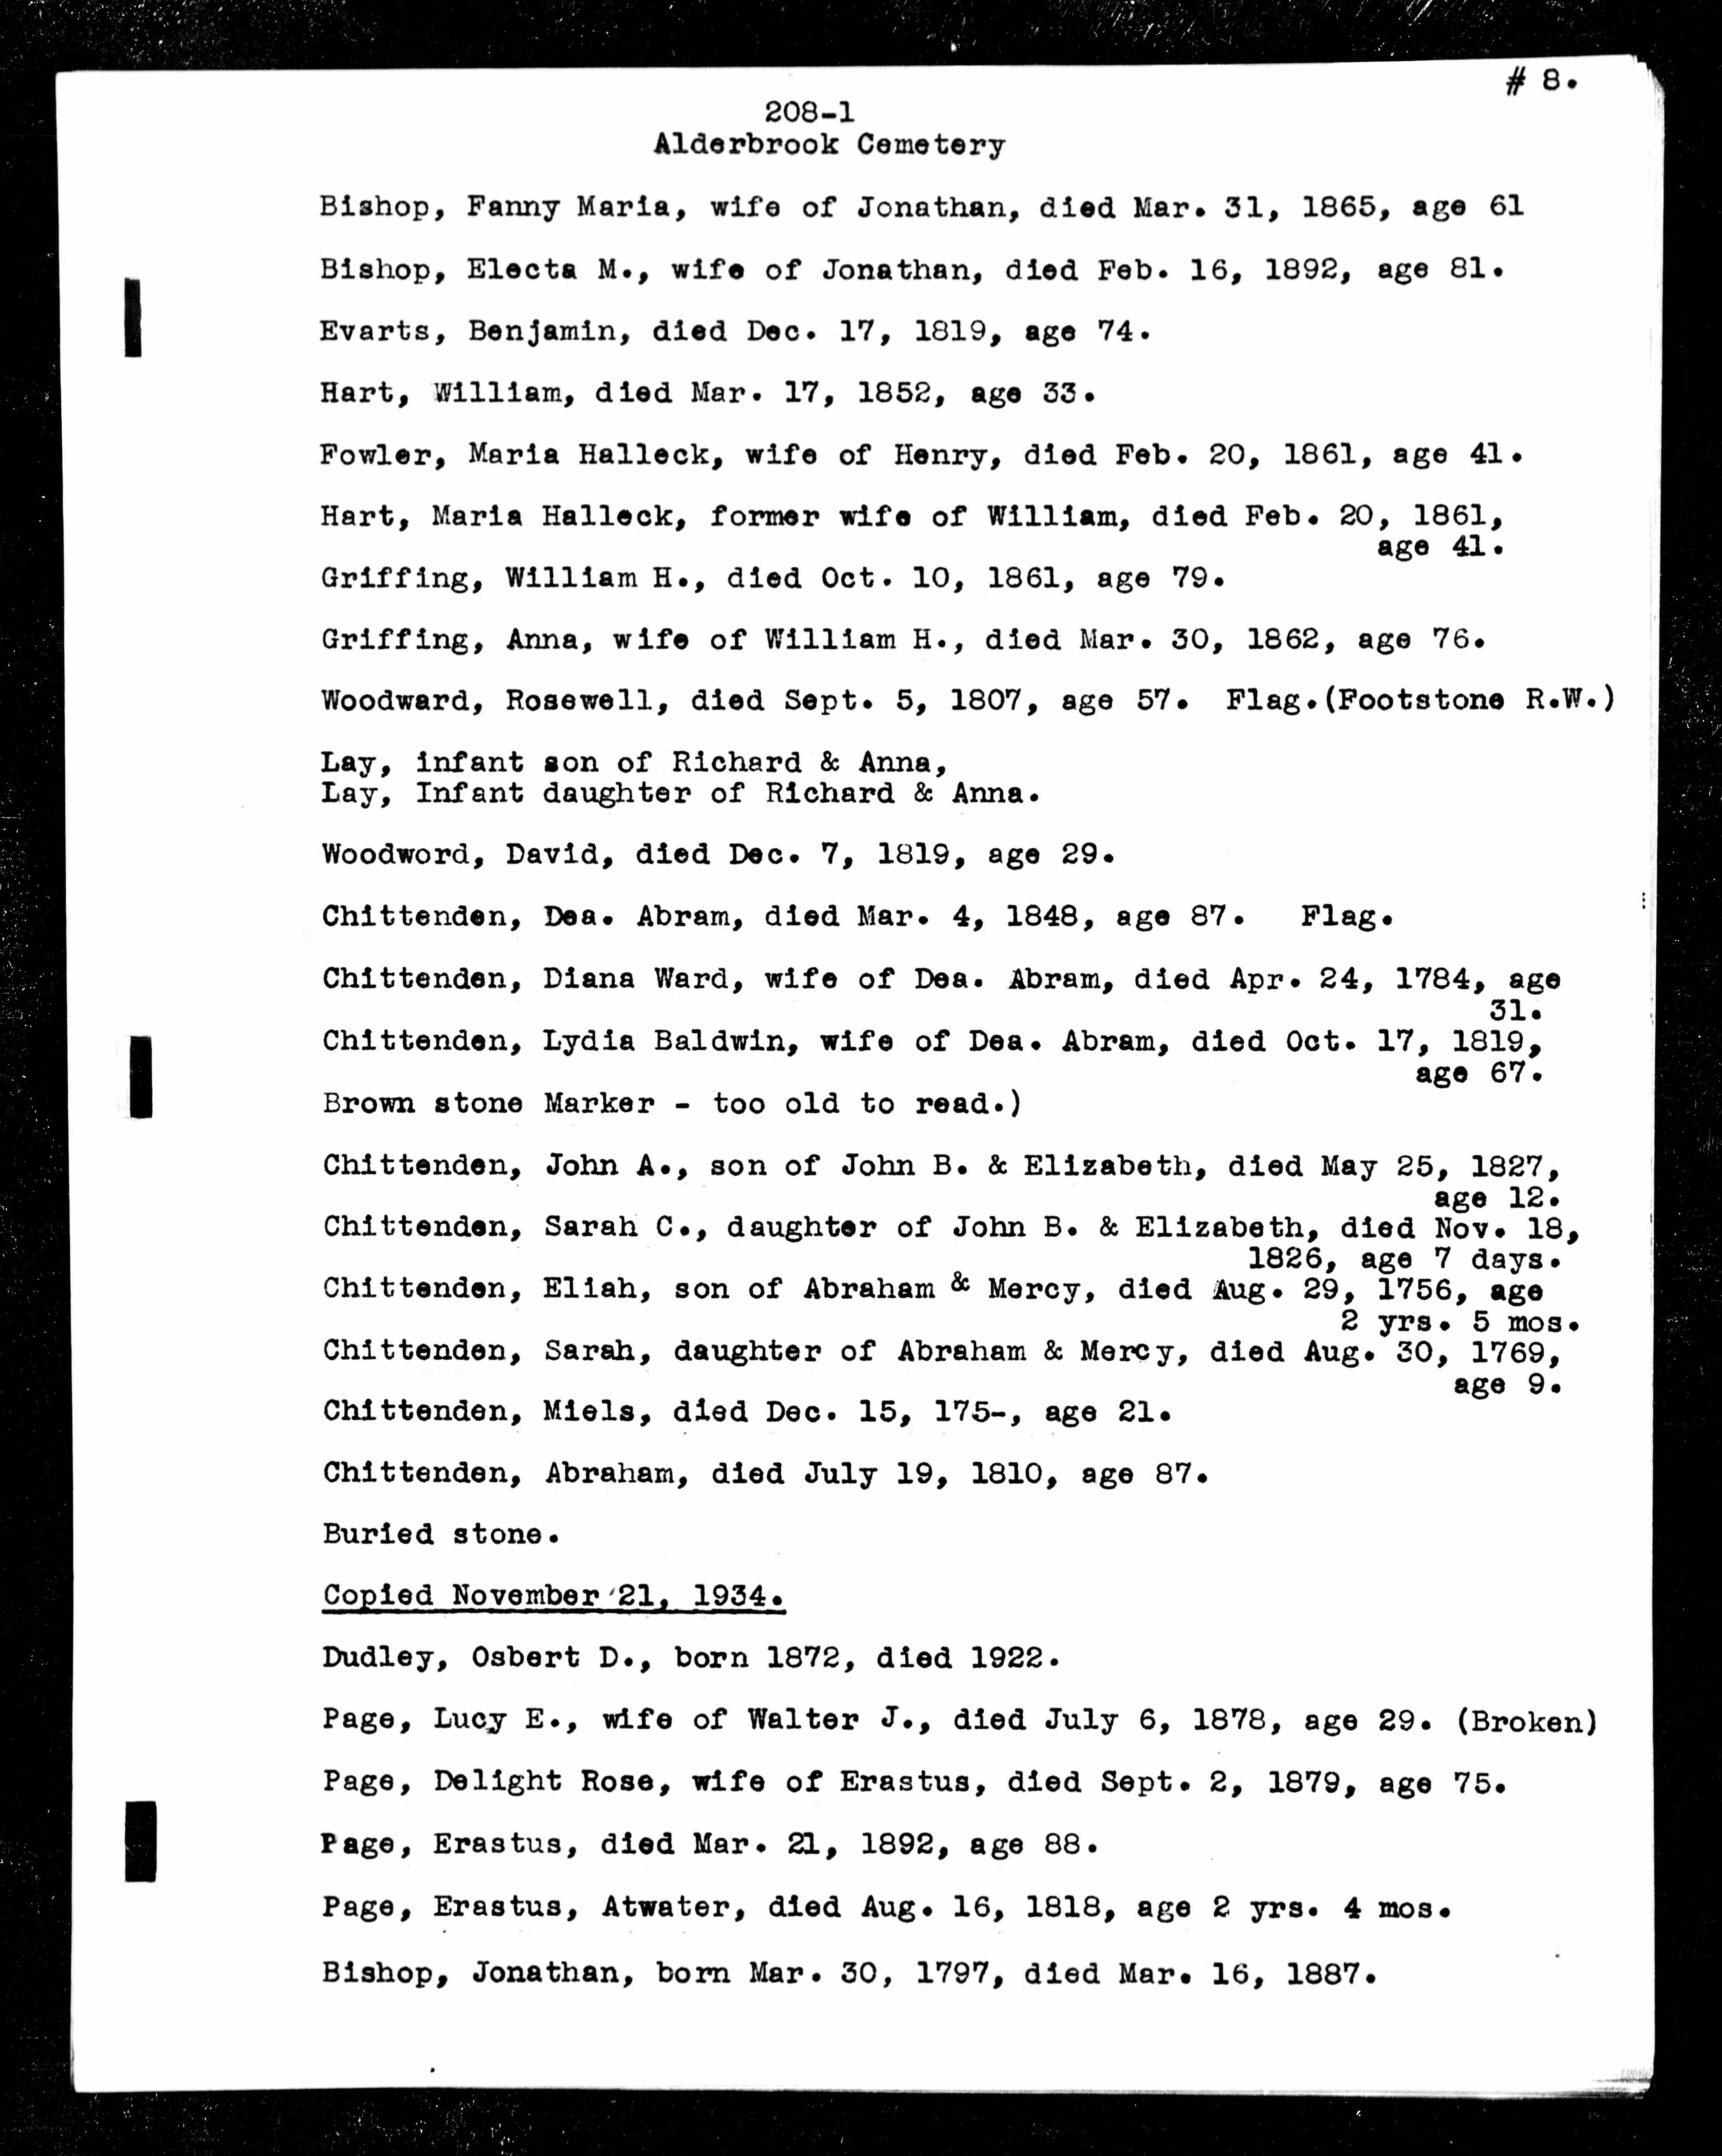 # 8.
208-1
Alderbrook Cemetery
Bishop, Fanny Maria, wife of Jonathan, died Mar. 31, 1865, age 61
Bishop, Electa M., wife of Jonathan, died Feb. 16, 1892, age 81.
Evarts, Benjamin, died Dec. 17, 1819, age 74.
Hart, William, died Mar. 17, 1852, age 33.
Fowler, Maria Halleck, wife of Henry, died Feb. 20, 1861, age 41.
Hart, Maria Halleck, former wife of William, died Feb. 20, 1861,
age 41.
Griffing, William H., died Oct. 10, 1861, age 79.
Griffing, Anna, wife of William H., died Mar. 30, 1862, age 76.
Woodward, Rosewell, died Sept. 5, 1807, age 57. Flag.(Footstone R.W.)
Lay, infant son of Richard & Anna,
Lay, Infant daughter of Richard & Anna.
Woodword, David, died Dec. 7, 1819, age 29.
Chittenden, Dea. Abram, died Mar. 4, 1848, age 87. Flag.
Chittenden, Diana Ward, wife of Dea. Abram, died Apr. 24, 1784, age
31.
Chittenden, Lydia Baldwin, wife of Dea. Abram, died Oct. 17, 1819,
age 67.
Brown stone Marker - too old to read.)
Chittenden, John A., son of John B. & Elizabeth, died May 25, 1827,
age 12.
Chittenden, Sarah C., daughter of John B. & Elizabeth, died Nov. 18,
1826, age 7 days.
Chittenden, Eliah, son of Abraham & Mercy, died Aug. 29, 1756, age
2 yrs. 5 mos.
Chittenden, Sarah, daughter of Abraham & Mercy, died Aug. 30, 1769,
age 9.
Chittenden, Miels, died Dec. 15, 175-, age 21.
Chittenden, Abraham, died July 19, 1810, age 87.
Buried stone.
Copied November 21, 1934.
Dudley, Osbert D., born 1872, died 1922.
Page, Lucy E., wife of Walter J., died July 6, 1878, age 29. (Broken)
Page, Delight Rose, wife of Erastus, died Sept. 2, 1879, age 75.
Page, Erastus, died Mar. 21, 1892, age 88.
Page, Erastus, Atwater, died Aug. 16, 1818, age 2 yrs. 4 mos.
Bishop, Jonathan, born Mar. 30, 1797, died Mar. 16, 1887.